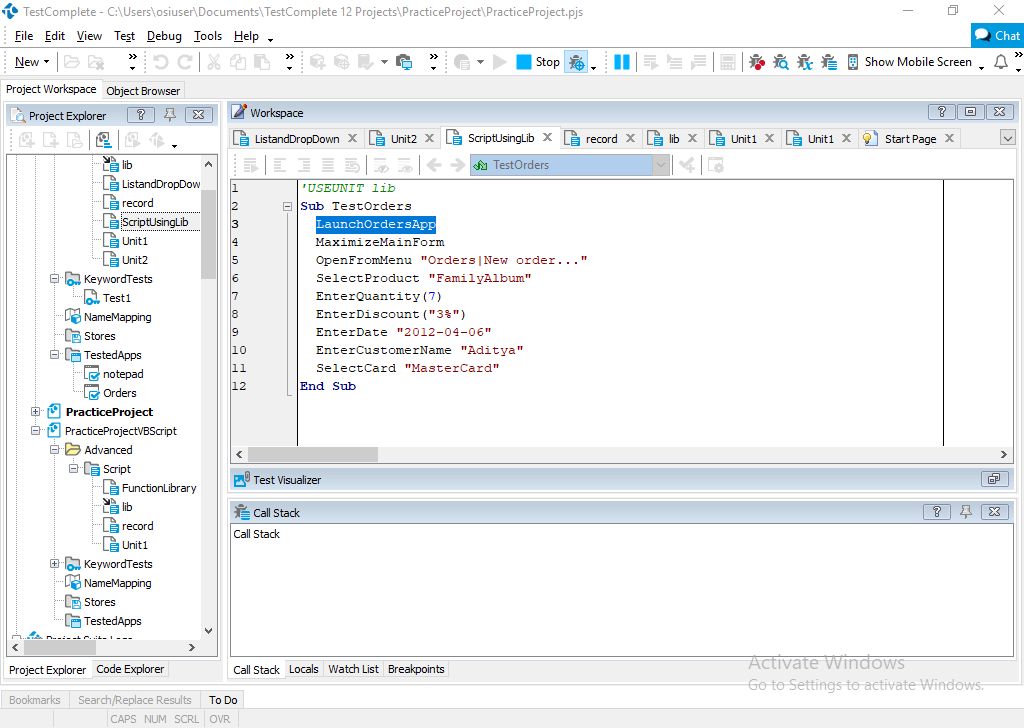 TestComplete - C:\Users\osiuser\Documents\TestComplete 12 Projects\PracticeProject\PracticeProject.pjs
File Edit View Test Debug Tools Help
Chat
New Stop Show Mobile Screen
Project Workspace Object Browser
Project Explorer
lib
ListandDropDow
record
ScriptUsingLib
Unit1
Unit2
KeywordTests
Test1
NameMapping
Stores
TestedApps
notepad
Orders
PracticeProject
PracticeProjectVBScript
Advanced
Script
FunctionLibrary
lib
record
Unit1
KeywordTests
NameMapping
Stores
TestedApps
Project Suite Logs
Project Explorer Code Explorer
Workspace
ListandDropDown Unit2 ScriptUsingLib record lib Unit1 Unit1 Start Page
TestOrders
1 'USEUNIT lib
2 Sub TestOrders
3 LaunchOrdersApp
4 MaximizeMainForm
5 OpenFromMenu "Orders|New order..."
6 SelectProduct "FamilyAlbum"
7 EnterQuantity(7)
8 EnterDiscount("3%")
9 EnterDate "2012-04-06"
10 EnterCustomerName "Aditya"
11 SelectCard "MasterCard"
12 End Sub
Test Visualizer
Call Stack
Call Stack
Call Stack Locals Watch List Breakpoints
Activate Windows
Go to Settings to activate Windows.
Bookmarks Search/Replace Results To Do
CAPS NUM SCRL OVR